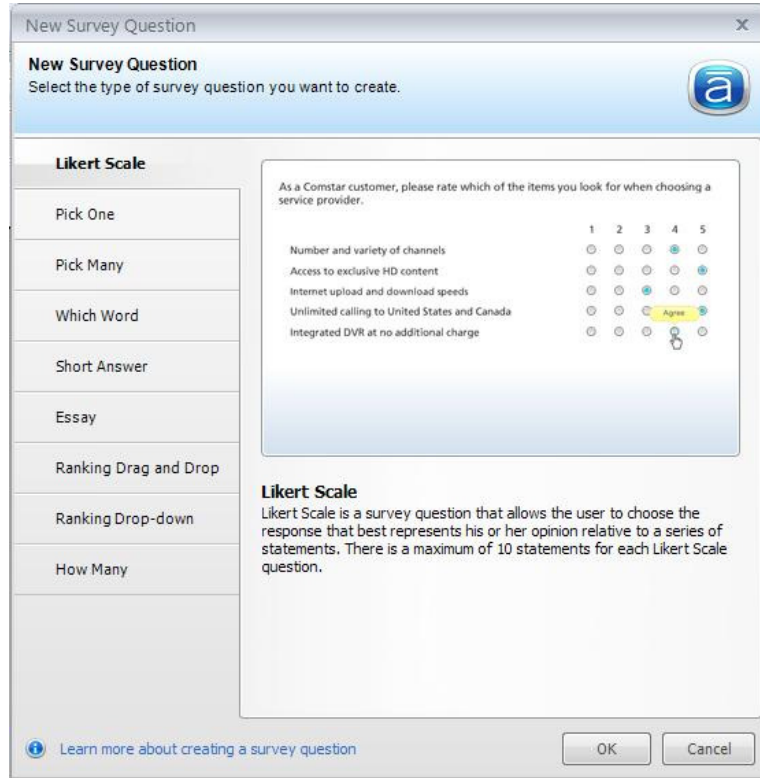 New Survey Question
X
New Survey Question
Select the type of survey question you want to create.
ā
Likert Scale
Pick One
Pick Many
Which Word
Short Answer
Essay
Ranking Drag and Drop
Ranking Drop-down
How Many
As a Comstar customer, please rate which of the items you look for when choosing a
service provider.
1 2 3 4 5
Number and variety of channels
Access to exclusive HD content
Internet upload and download speeds
Unlimited calling to United States and Canada
Agree
Integrated DVR at no additional charge
Likert Scale
Likert Scale is a survey question that allows the user to choose the
response that best represents his or her opinion relative to a series of
statements. There is a maximum of 10 statements for each Likert Scale
question.
Learn more about creating a survey question
OK
Cancel